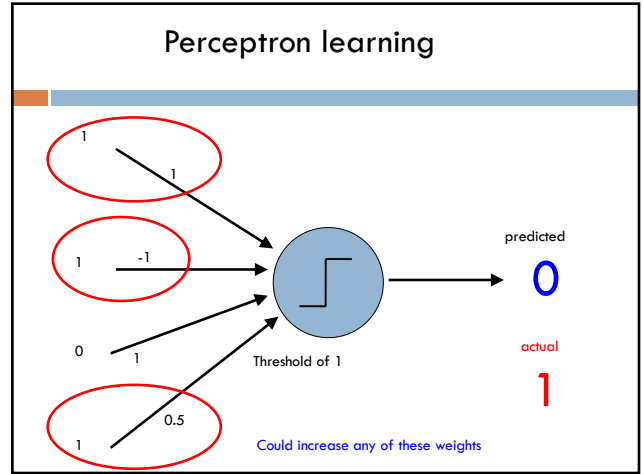 Perceptron learning
1
1
1
-1
predicted
0
0
1
Threshold of 1
actual
1
0.5
1
Could increase any of these weights